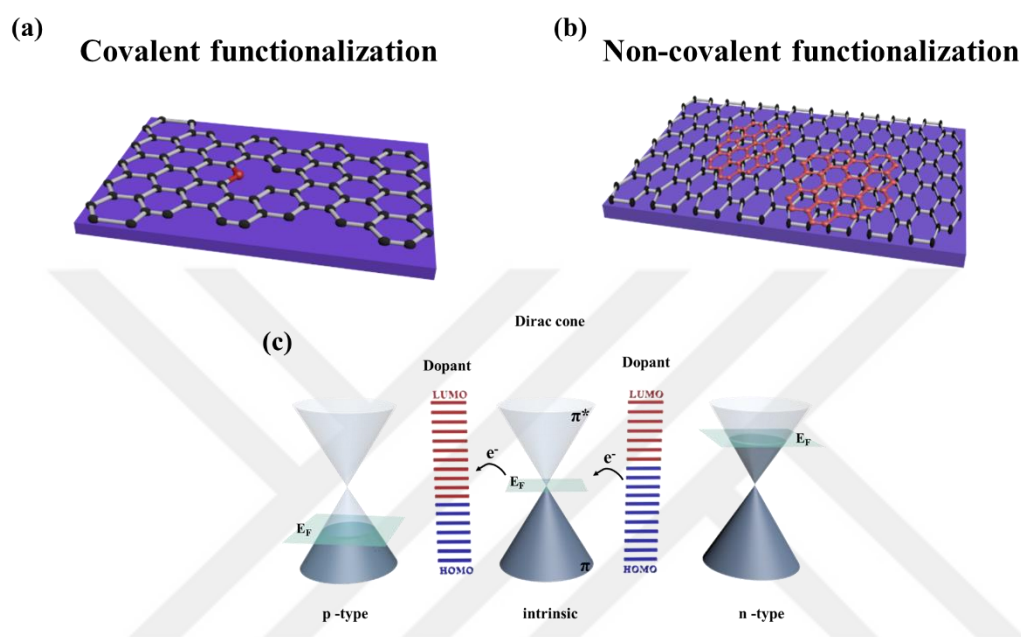 (a)
Covalent functionalization
(b)
Non-covalent functionalization
Dirac cone
(c)
Dopant
Dopant
LUMO
LUMO
π*
e-
e-
EF
EF
EF
HOMO
π
HOMO
p -type
intrinsic
n -type